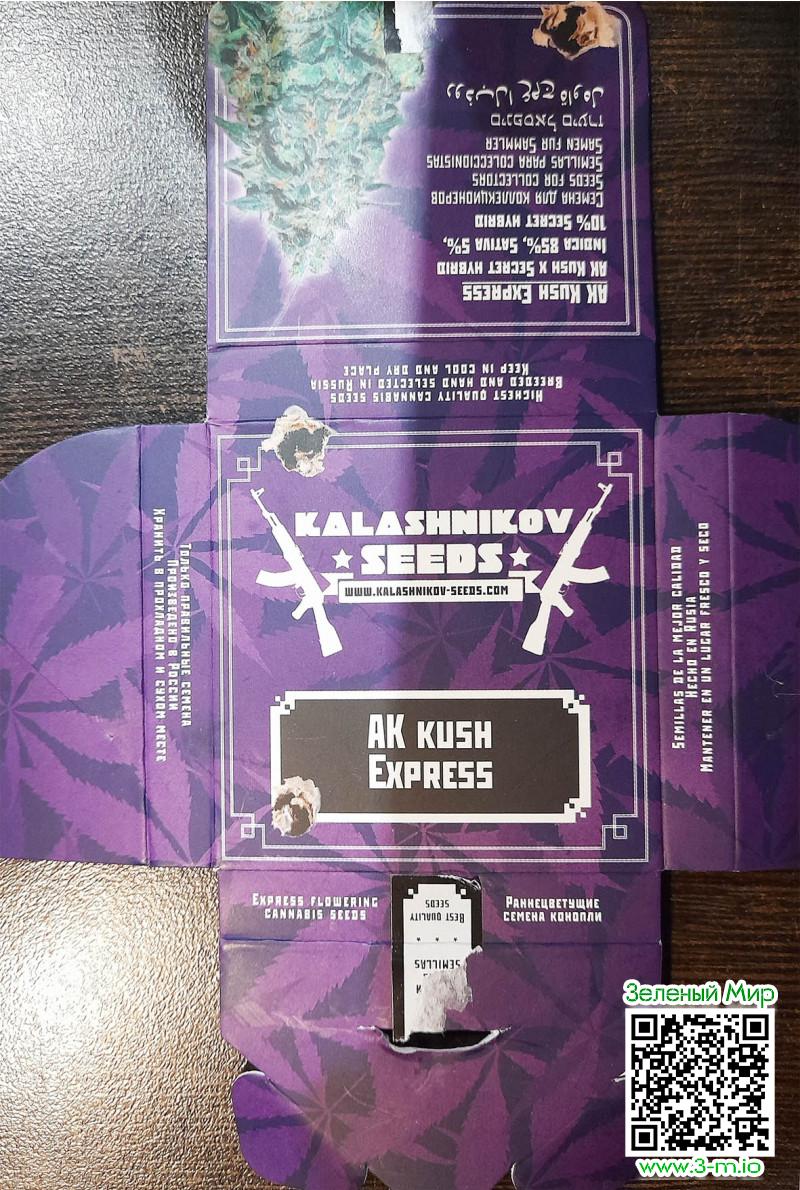 AK Kush Express
AK Kush x Secret hybrid
Indica 85%, Sativa 5%,
10% Secret hybrid
Семена для коллекционеров
Seeds for collectors
Semillas para coleccionistas
Samen fur Sammler
Highest quality cannabis seeds
Breeded and hand selected in Russia
Keep in cool and dry place
Только правильные семена
Произведено в России
Хранить в прохладном и сухом месте
KALASHNIKOV
SEEDS
www.kalashnikov-seeds.com
AK Kush
Express
Semillas de la mejor calidad
Hecho en Rusia
Mantener en un lugar fresco y seco
Express flowering
cannabis seeds
Best quality
seeds
Semillas
Раннецветущие
семена конопли
Зеленый Мир
www.3-m.io